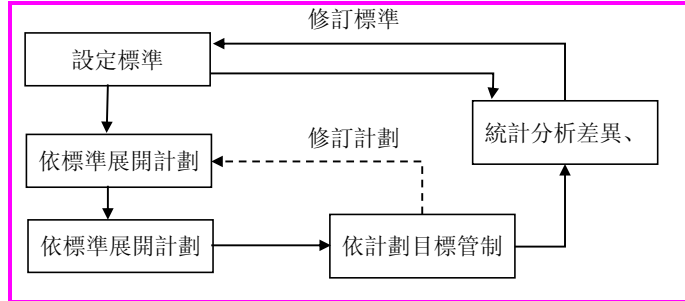 修訂標準
設定標準
統計分析差異、
修訂計劃
依標準展開計劃
依標準展開計劃
依計劃目標管制